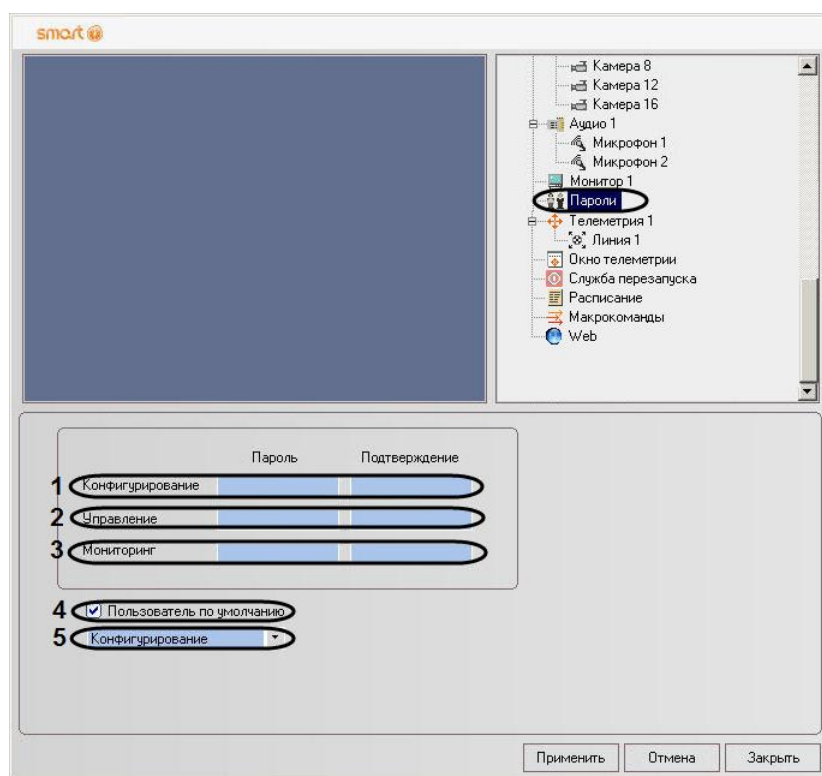 smart
Камера 8
Камера 12
Камера 16
Аудио 1
Микрофон 1
Микрофон 2
Монитор 1
Пароли
Телеметрия 1
Линия 1
Окно телеметрии
Служба перезапуска
Расписание
Макрокоманды
Web
Пароль Подтверждение
1 Конфигурирование
2 Управление
3 Мониторинг
4 Пользователь по умолчанию
5 Конфигурирование
Применить Отмена Закрыть